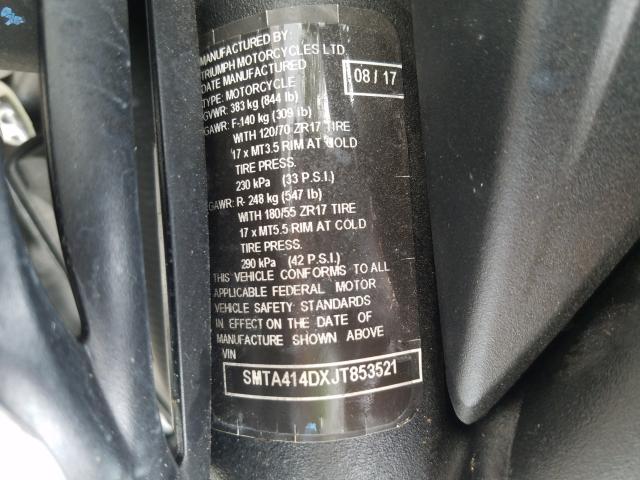 MANUFACTURED BY:
TRIUMPH MOTORCYCLES LTD
DATE MANUFACTURED 08 / 17
TYPE: MOTORCYCLE
GVWR: 383 kg (844 lb)
GAWR: F-140 kg (309 lb)
WITH 120/70 ZR17 TIRE
17 x MT3.5 RIM AT COLD
TIRE PRESS.
230 kPa (33 P.S.I.)
GAWR: R- 248 kg (547 lb)
WITH 180/55 ZR17 TIRE
17 x MT5.5 RIM AT COLD
TIRE PRESS.
290 kPa (42 P.S.I.)
THIS VEHICLE CONFORMS TO ALL
APPLICABLE FEDERAL MOTOR
VEHICLE SAFETY STANDARDS
IN EFFECT ON THE DATE OF
MANUFACTURE SHOWN ABOVE
VIN
SMTA414DXJT853521